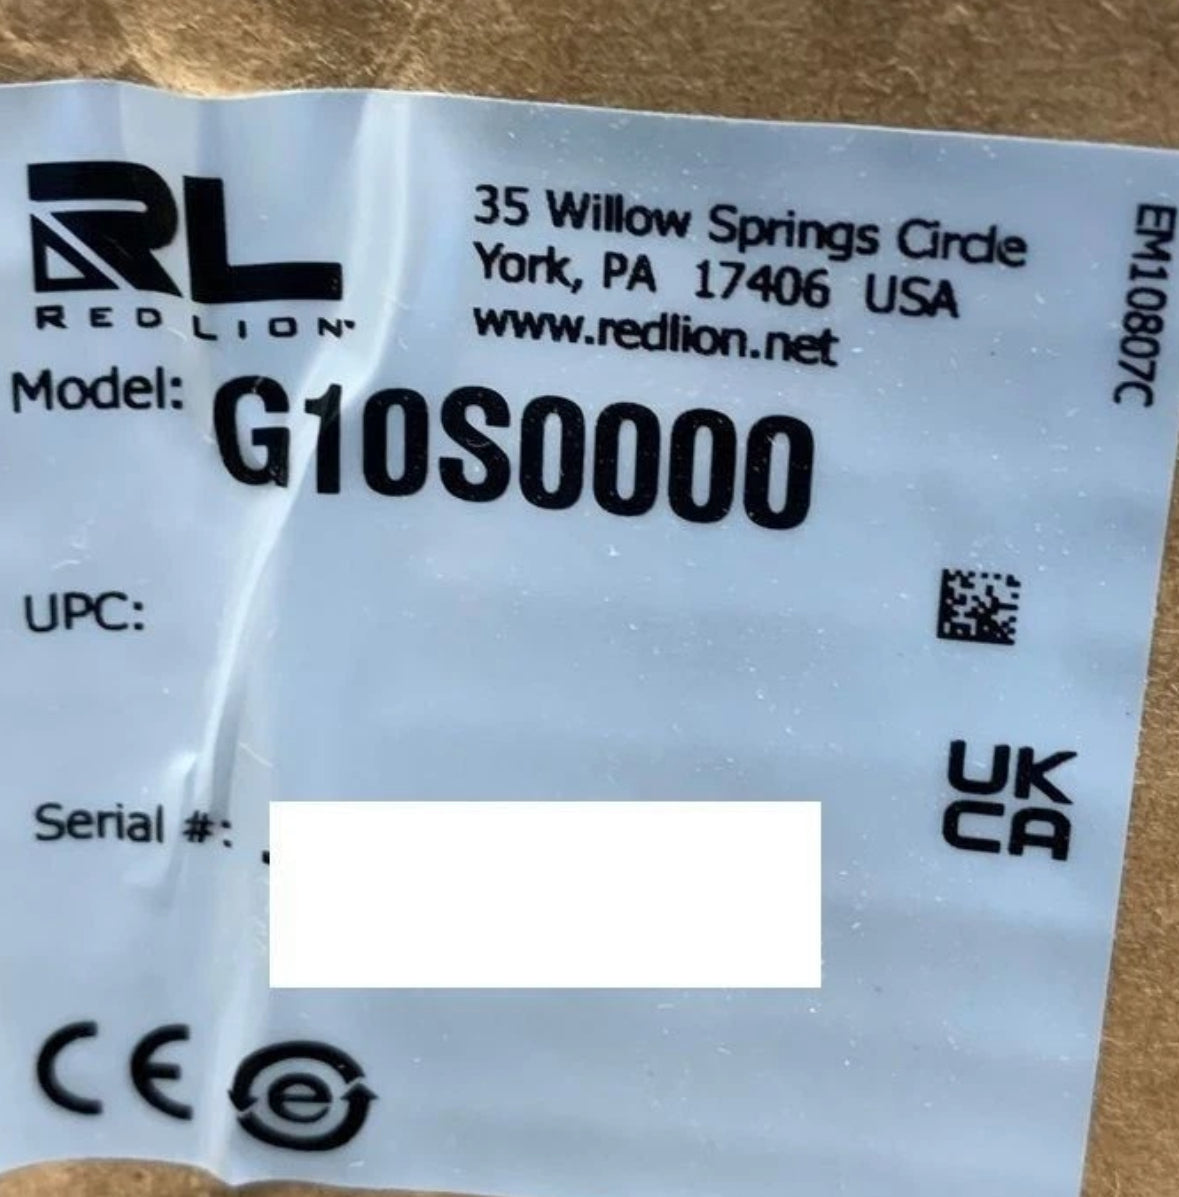 RL
RED LION®
35 Willow Springs Circle
York, PA 17406 USA
www.redlion.net
EM10807C
Model: G10S0000
UPC:
UK
CA
Serial #:
CE
e